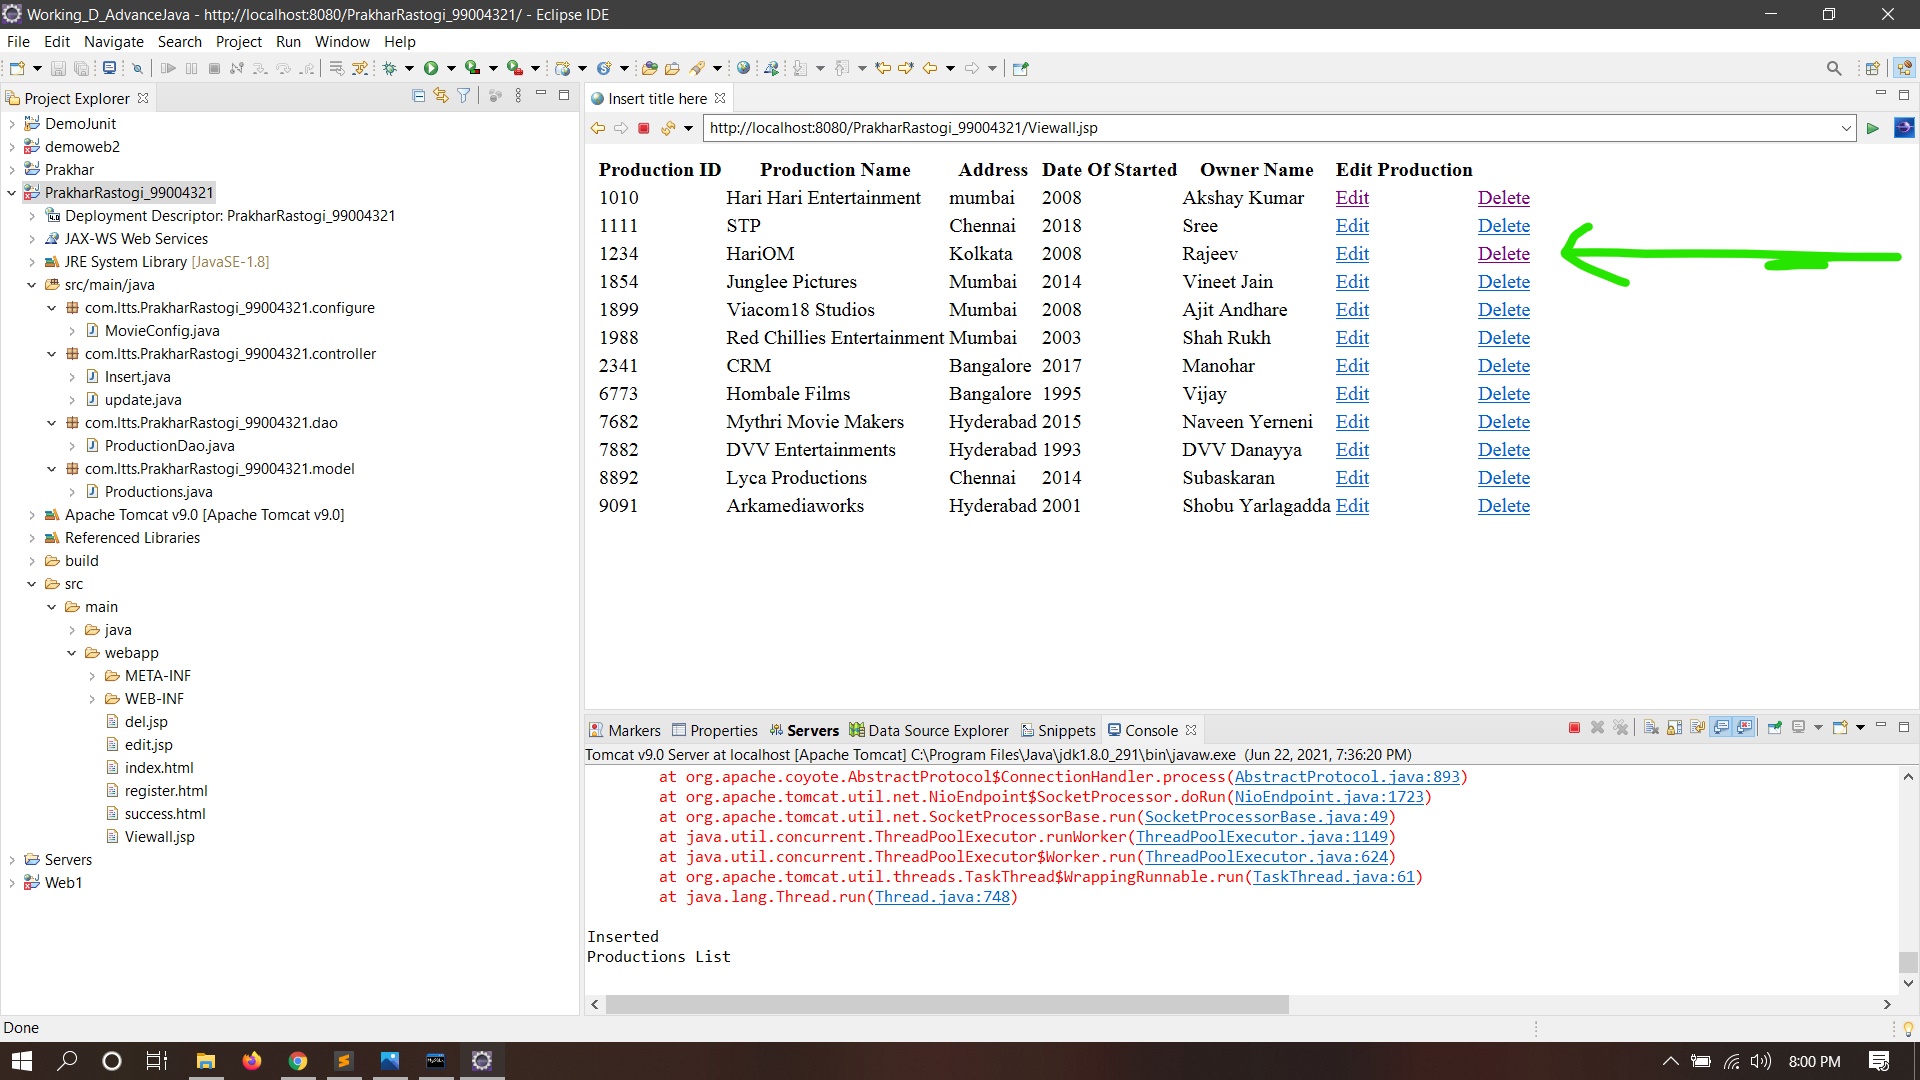 Working_D_AdvanceJava - http://localhost:8080/PrakharRastogi_99004321/ - Eclipse IDE
File Edit Navigate Search Project Run Window Help
Project Explorer
DemoJunit
demoweb2
Prakhar
PrakharRastogi_99004321
Deployment Descriptor: PrakharRastogi_99004321
JAX-WS Web Services
JRE System Library [JavaSE-1.8]
src/main/java
com.ltts.PrakharRastogi_99004321.configure
MovieConfig.java
com.ltts.PrakharRastogi_99004321.controller
Insert.java
update.java
com.ltts.PrakharRastogi_99004321.dao
ProductionDao.java
com.ltts.PrakharRastogi_99004321.model
Productions.java
Apache Tomcat v9.0 [Apache Tomcat v9.0]
Referenced Libraries
build
src
main
java
webapp
META-INF
WEB-INF
del.jsp
edit.jsp
index.html
register.html
success.html
Viewall.jsp
Servers
Web1
Insert title here
http://localhost:8080/PrakharRastogi_99004321/Viewall.jsp
Production ID Production Name Address Date Of Started Owner Name Edit Production
1010 Hari Hari Entertainment mumbai 2008 Akshay Kumar Edit Delete
1111 STP Chennai 2018 Sree Edit Delete
1234 HariOM Kolkata 2008 Rajeev Edit Delete
1854 Junglee Pictures Mumbai 2014 Vineet Jain Edit Delete
1899 Viacom18 Studios Mumbai 2008 Ajit Andhare Edit Delete
1988 Red Chillies Entertainment Mumbai 2003 Shah Rukh Edit Delete
2341 CRM Bangalore 2017 Manohar Edit Delete
6773 Hombale Films Bangalore 1995 Vijay Edit Delete
7682 Mythri Movie Makers Hyderabad 2015 Naveen Yerneni Edit Delete
7882 DVV Entertainments Hyderabad 1993 DVV Danayya Edit Delete
8892 Lyca Productions Chennai 2014 Subaskaran Edit Delete
9091 Arkamediaworks Hyderabad 2001 Shobu Yarlagadda Edit Delete
Markers Properties Servers Data Source Explorer Snippets Console
Tomcat v9.0 Server at localhost [Apache Tomcat] C:\Program Files\Java\jdk1.8.0_291\bin\javaw.exe (Jun 22, 2021, 7:36:20 PM)
at org.apache.coyote.AbstractProtocol$ConnectionHandler.process(AbstractProtocol.java:893)
at org.apache.tomcat.util.net.NioEndpoint$SocketProcessor.doRun(NioEndpoint.java:1723)
at org.apache.tomcat.util.net.SocketProcessorBase.run(SocketProcessorBase.java:49)
at java.util.concurrent.ThreadPoolExecutor.runWorker(ThreadPoolExecutor.java:1149)
at java.util.concurrent.ThreadPoolExecutor$Worker.run(ThreadPoolExecutor.java:624)
at org.apache.tomcat.util.threads.TaskThread$WrappingRunnable.run(TaskThread.java:61)
at java.lang.Thread.run(Thread.java:748)
Inserted
Productions List
Done
8:00 PM